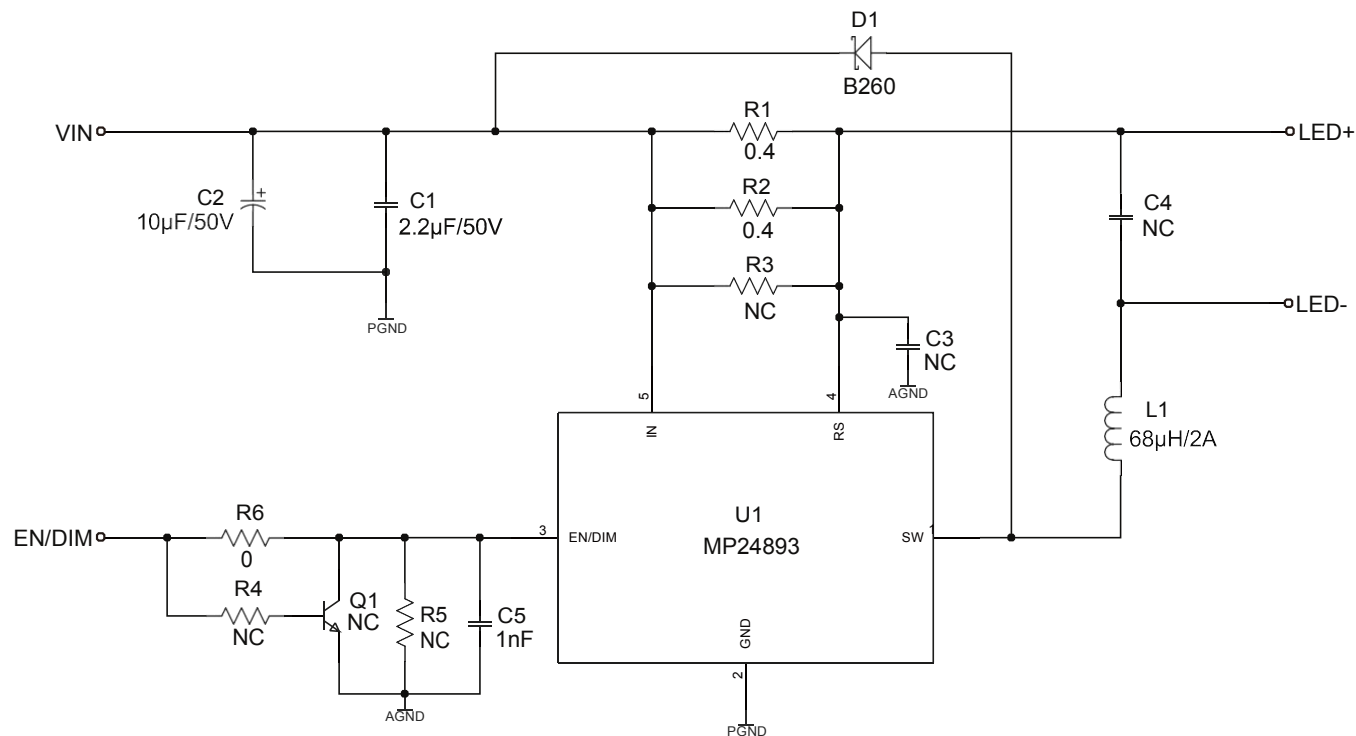 D1
B260
VIN
R1
0.4
LED+
C2
10µF/50V
+
C1
2.2µF/50V
R2
0.4
C4
NC
R3
NC
PGND
LED-
C3
NC
AGND
5
4
IN
RS
L1
68µH/2A
EN/DIM
R6
0
3
EN/DIM
U1
MP24893
SW
1
R4
NC
Q1
NC
R5
NC
C5
1nF
GND
2
AGND
PGND